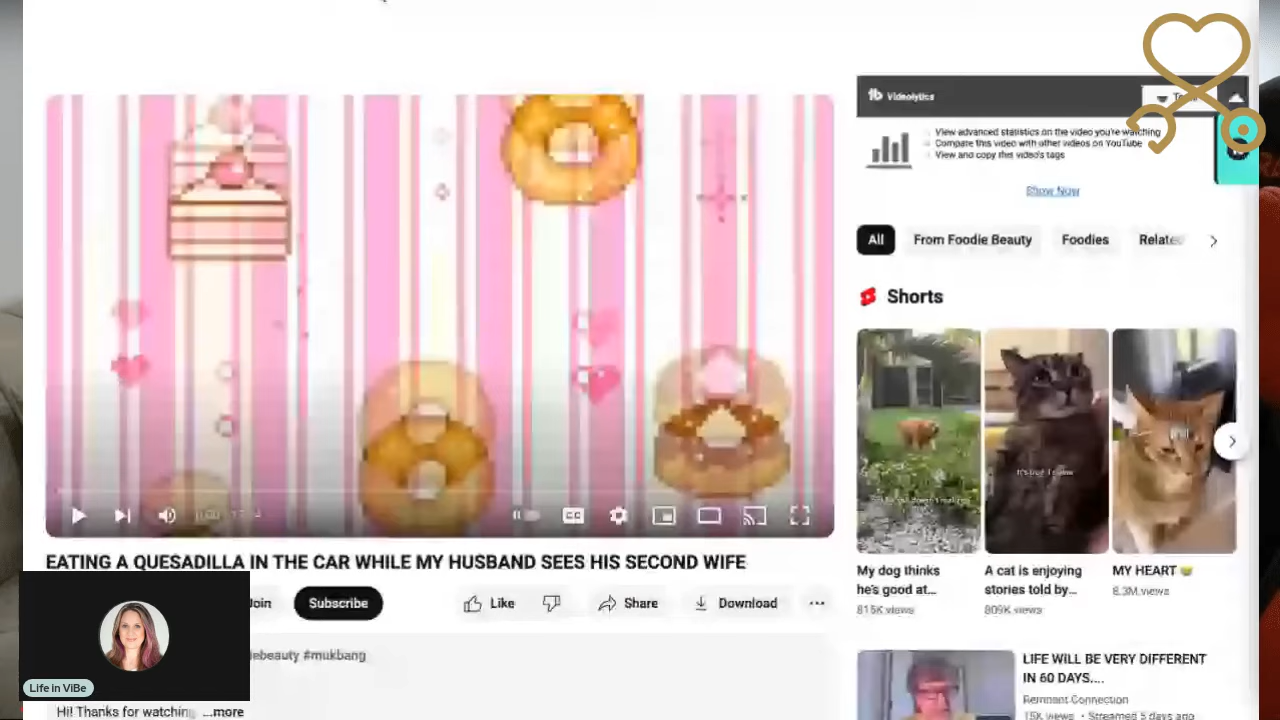 tb Videolytics
View advanced statistics on the video you're watching
Compare this video with other videos on YouTube
View and copy this video's tags
Show Now
All From Foodie Beauty Foodies Related
Shorts
CC
EATING A QUESADILLA IN THE CAR WHILE MY HUSBAND SEES HIS SECOND WIFE
Join Subscribe Like Share Download
My dog thinks
he's good at...
815K views
A cat is enjoying
stories told by...
809K views
MY HEART
8.3M views
#mukbang
Life in ViBe
Hi! Thanks for watching ...more
LIFE WILL BE VERY DIFFERENT
IN 60 DAYS....
Remnant Connection
15K views • Streamed 5 days ago